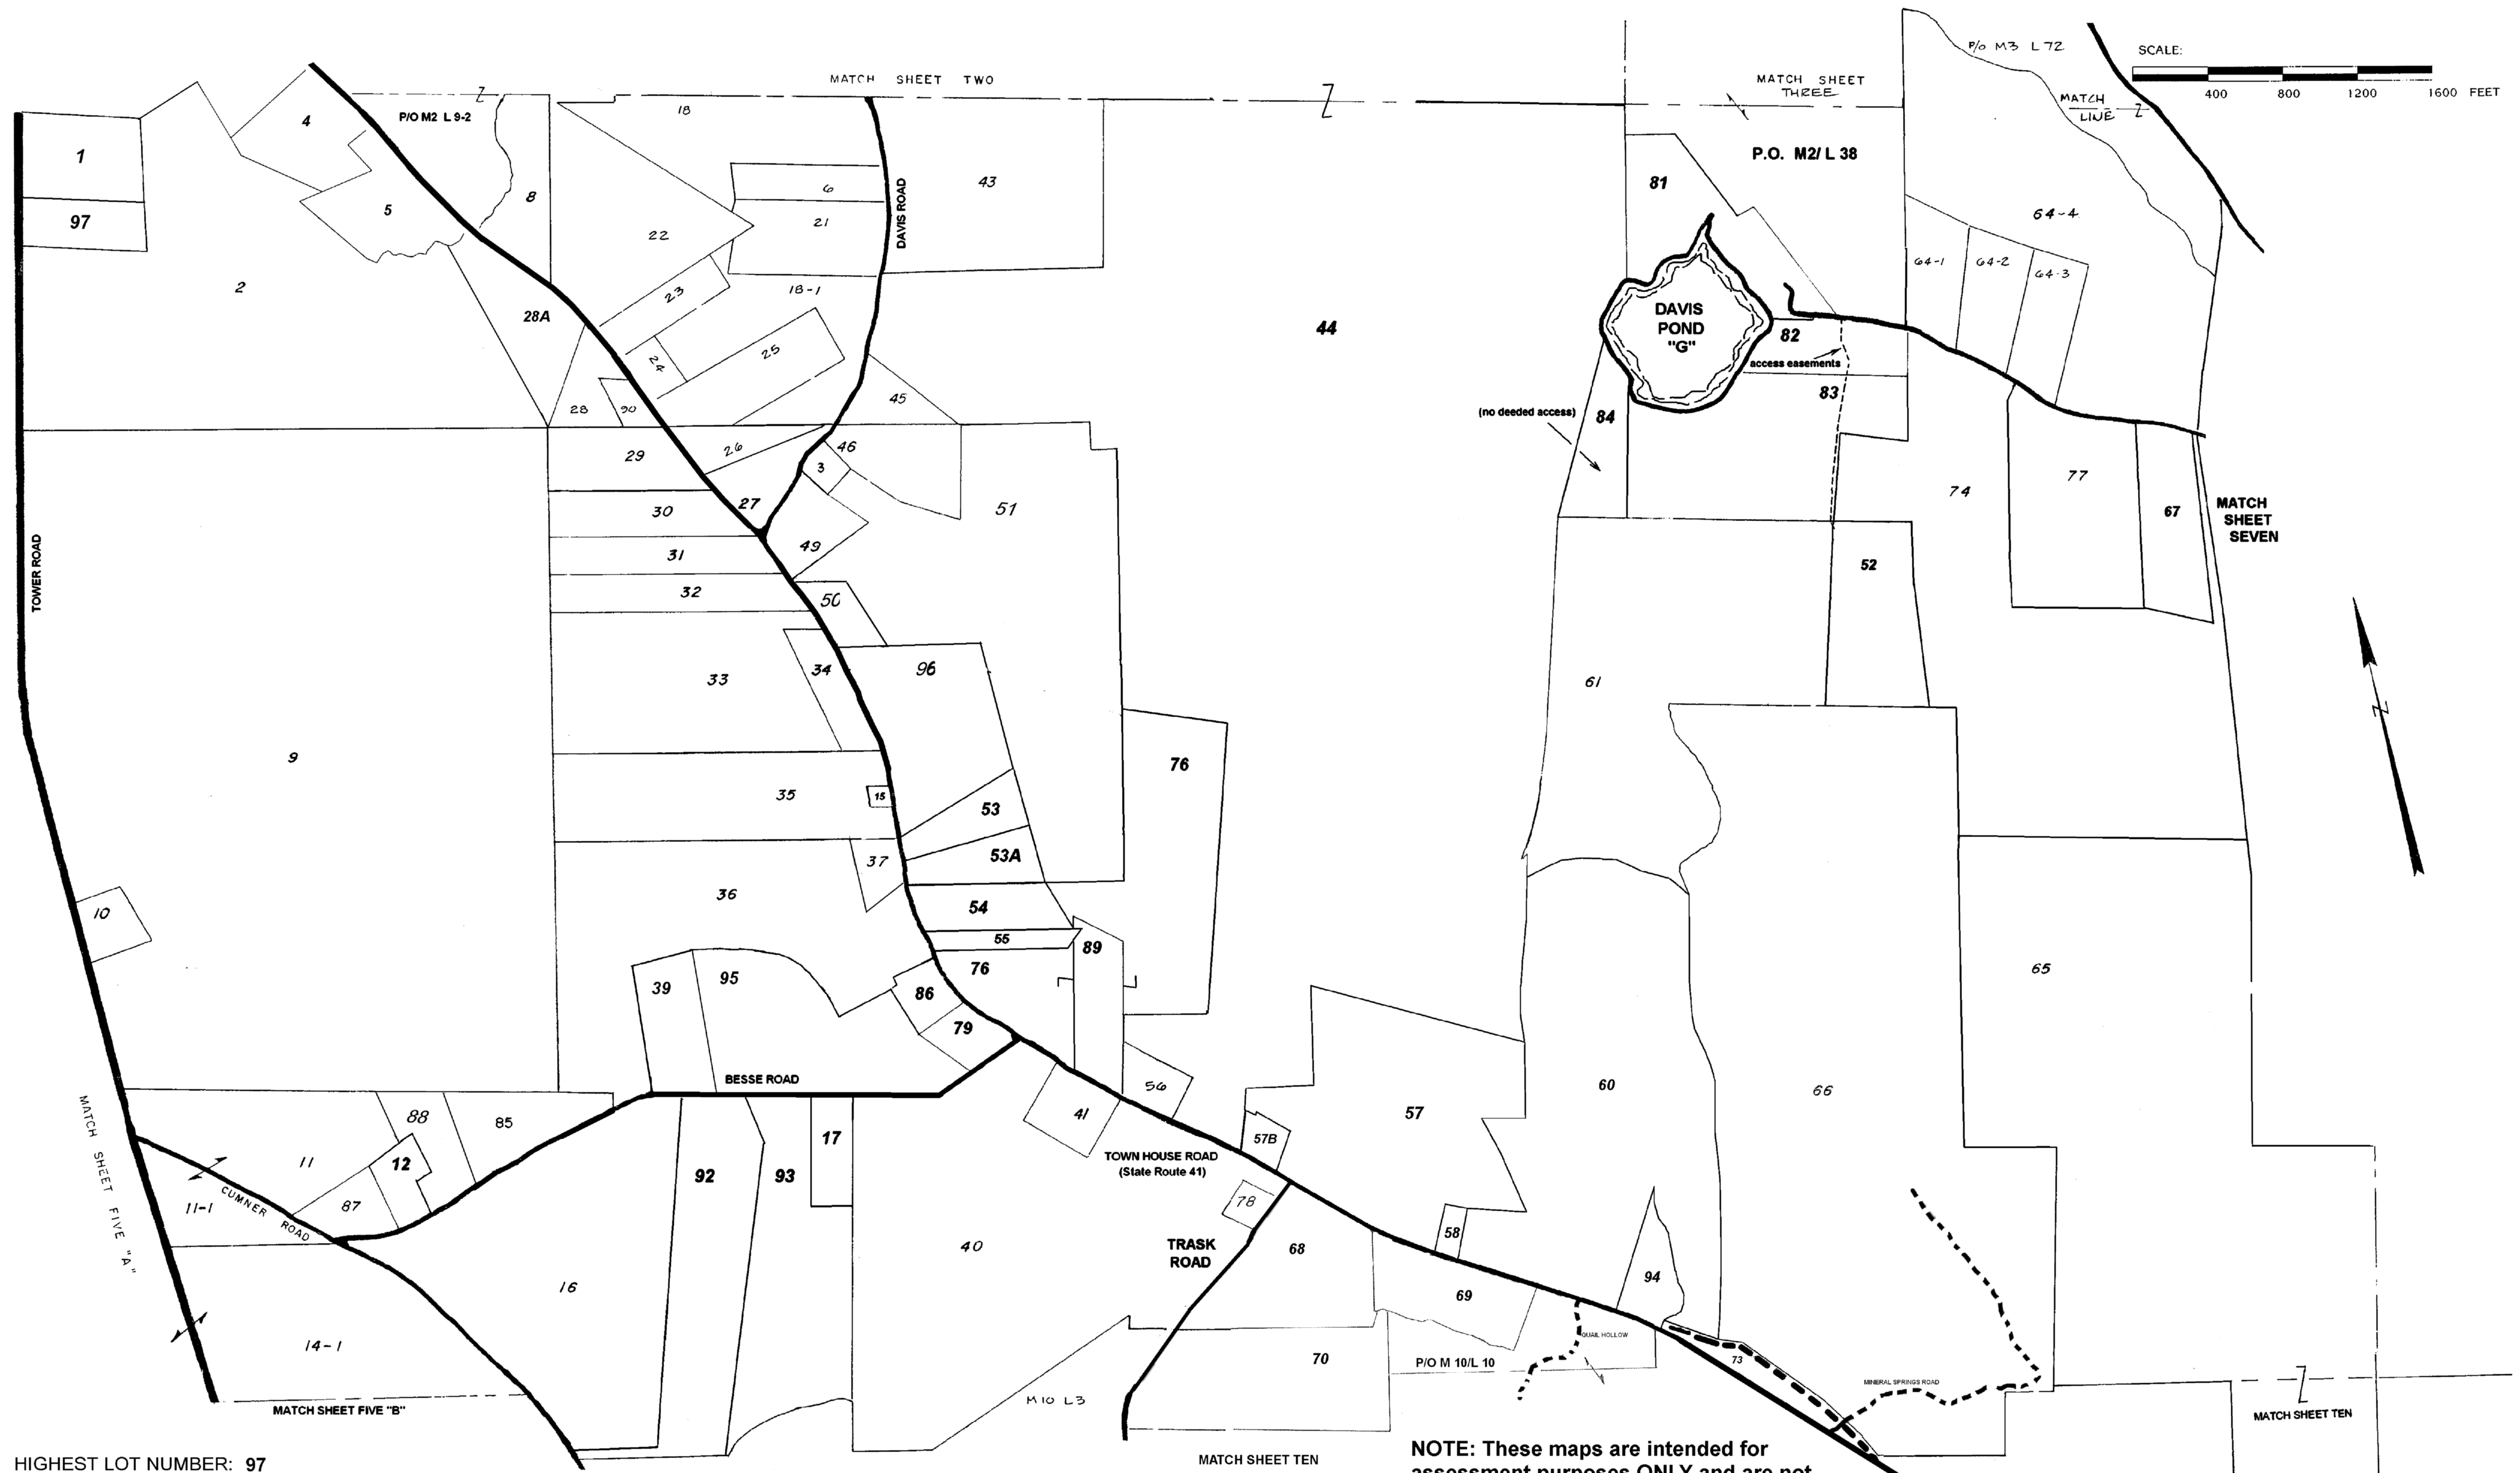 MATCH SHEET TWO
MATCH SHEET
THREE
P/o M3 L 72
SCALE:
400 800 1200 1600 FEET
MATCH
LINE
1
97
2
4
5
P/O M2 L 9-2
8
18
22
6
21
DAVIS ROAD
43
18-1
23
24
25
28A
28
90
45
44
81
P.O. M2/ L 38
DAVIS
POND
"G"
82
access easements
83
(no deeded access)
84
64-4
64-1
64-2
64-3
TOWER ROAD
29
26
46
3
27
30
31
32
49
50
51
74
77
67
MATCH
SHEET
SEVEN
52
61
33
34
96
9
35
15
53
53A
76
37
36
54
55
89
10
39
95
76
86
79
65
BESSE ROAD
56
41
57
57B
60
66
MATCH SHEET FIVE "A"
88
85
11
12
87
11-1
CUMNER ROAD
17
92
93
TOWN HOUSE ROAD
(State Route 41)
78
TRASK
ROAD
68
58
69
94
40
16
14-1
MATCH SHEET FIVE "B"
M10 L3
70
P/O M 10/L 10
QUAIL HOLLOW
73
MINERAL SPRINGS ROAD
MATCH SHEET TEN
MATCH SHEET TEN
HIGHEST LOT NUMBER: 97
NOTE: These maps are intended for
assessment purposes ONLY and are not